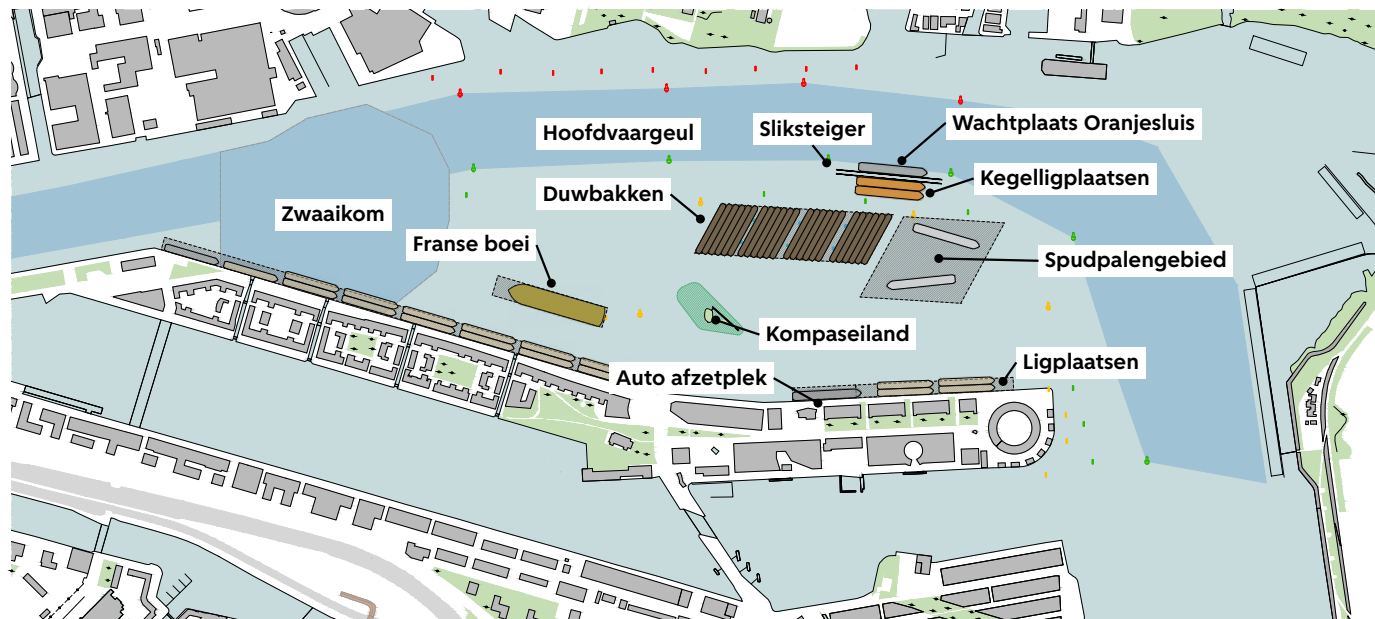 Hoofdvaargeul
Sliksteiger
Wachtplaats Oranjesluis
Kegelligplaatsen
Duwbakken
Zwaaikom
Franse boei
Spudpalengebied
Kompaseiland
Ligplaatsen
Auto afzetplek